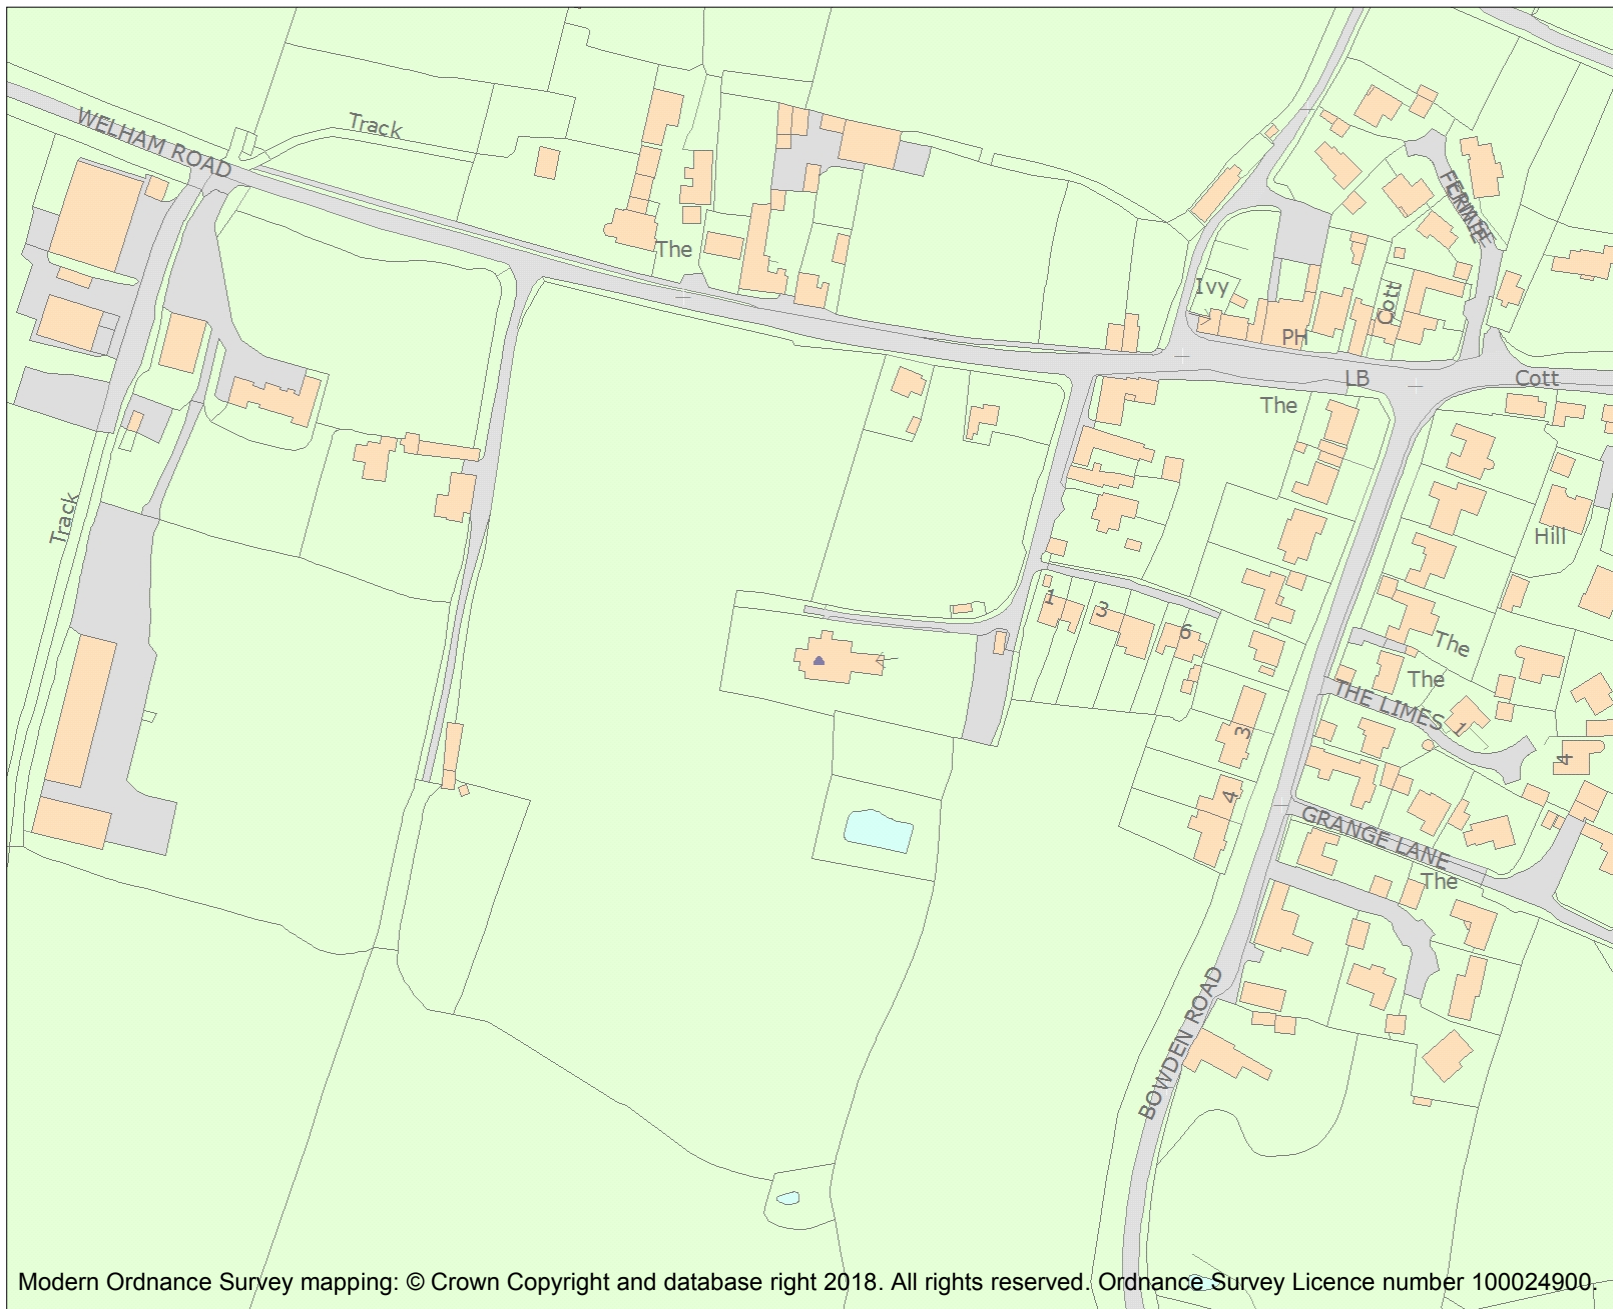 WELHAM ROAD
Track
The
Ivy
PH
Cott
LB
Cott
The
Track
Hill
1
3
6
The
The
THE LIMES
1
3
4
4
GRANGE LANE
The
BOWDEN ROAD
Modern Ordnance Survey mapping: © Crown Copyright and database right 2018. All rights reserved. Ordnance Survey Licence number 100024900.